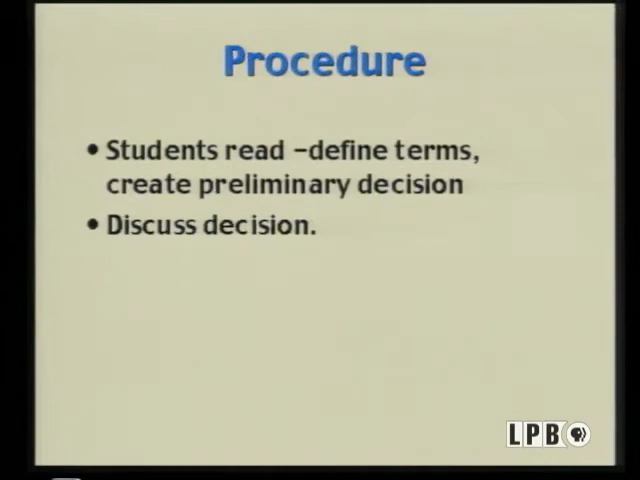 Procedure
• Students read –define terms,
create preliminary decision
• Discuss decision.
LPB